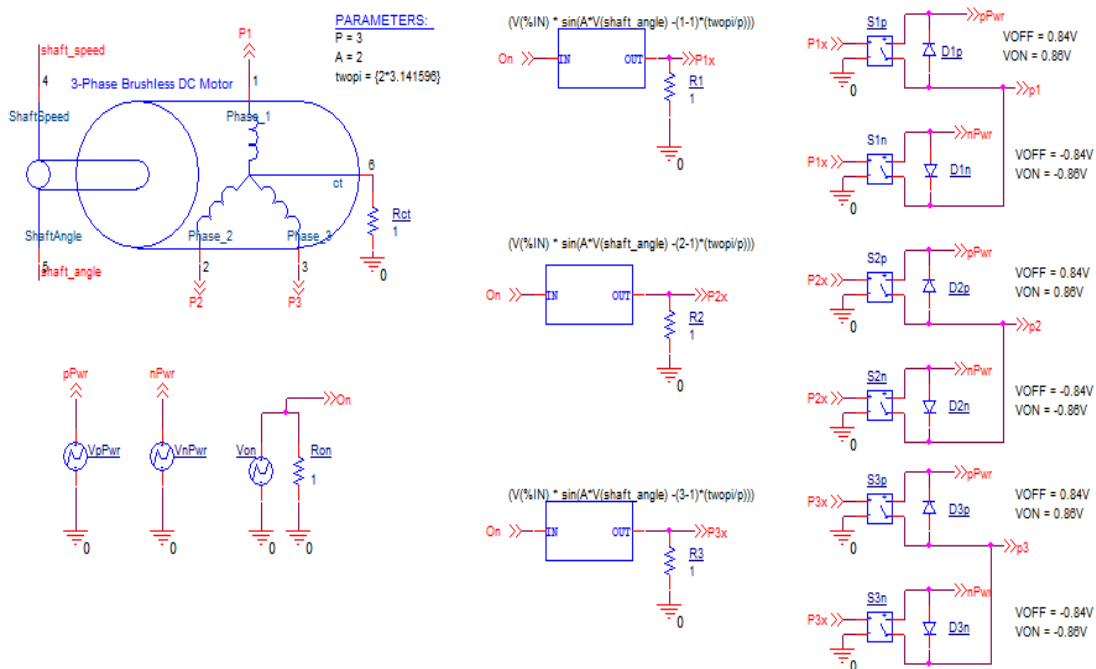 PARAMETERS:
P = 3
A = 2
twopi = {2*3.141596}
shaft_speed
4
3-Phase Brushless DC Motor
ShaftSpeed
P1
1
Phase_1
6
ct
Rct
1
0
ShaftAngle
5
shaft_angle
Phase_2
2
P2
Phase_3
3
P3
pPwr
VpPwr
0
nPwr
VnPwr
0
On
Von
Ron
1
0
0
(V(%IN) * sin(A*V(shaft_angle) -(1-1)*(twopi/p)))
On
IN
OUT
P1x
R1
1
0
(V(%IN) * sin(A*V(shaft_angle) -(2-1)*(twopi/p)))
On
IN
OUT
P2x
R2
1
0
(V(%IN) * sin(A*V(shaft_angle) -(3-1)*(twopi/p)))
On
IN
OUT
P3x
R3
1
0
S1p
P1x
0
pPwr
D1p
VOFF = 0.84V
VON = 0.86V
p1
S1n
P1x
0
nPwr
D1n
VOFF = -0.84V
VON = -0.86V
S2p
P2x
0
pPwr
D2p
VOFF = 0.84V
VON = 0.86V
p2
S2n
P2x
0
nPwr
D2n
VOFF = -0.84V
VON = -0.86V
S3p
P3x
0
pPwr
D3p
VOFF = 0.84V
VON = 0.86V
p3
S3n
P3x
0
nPwr
D3n
VOFF = -0.84V
VON = -0.86V